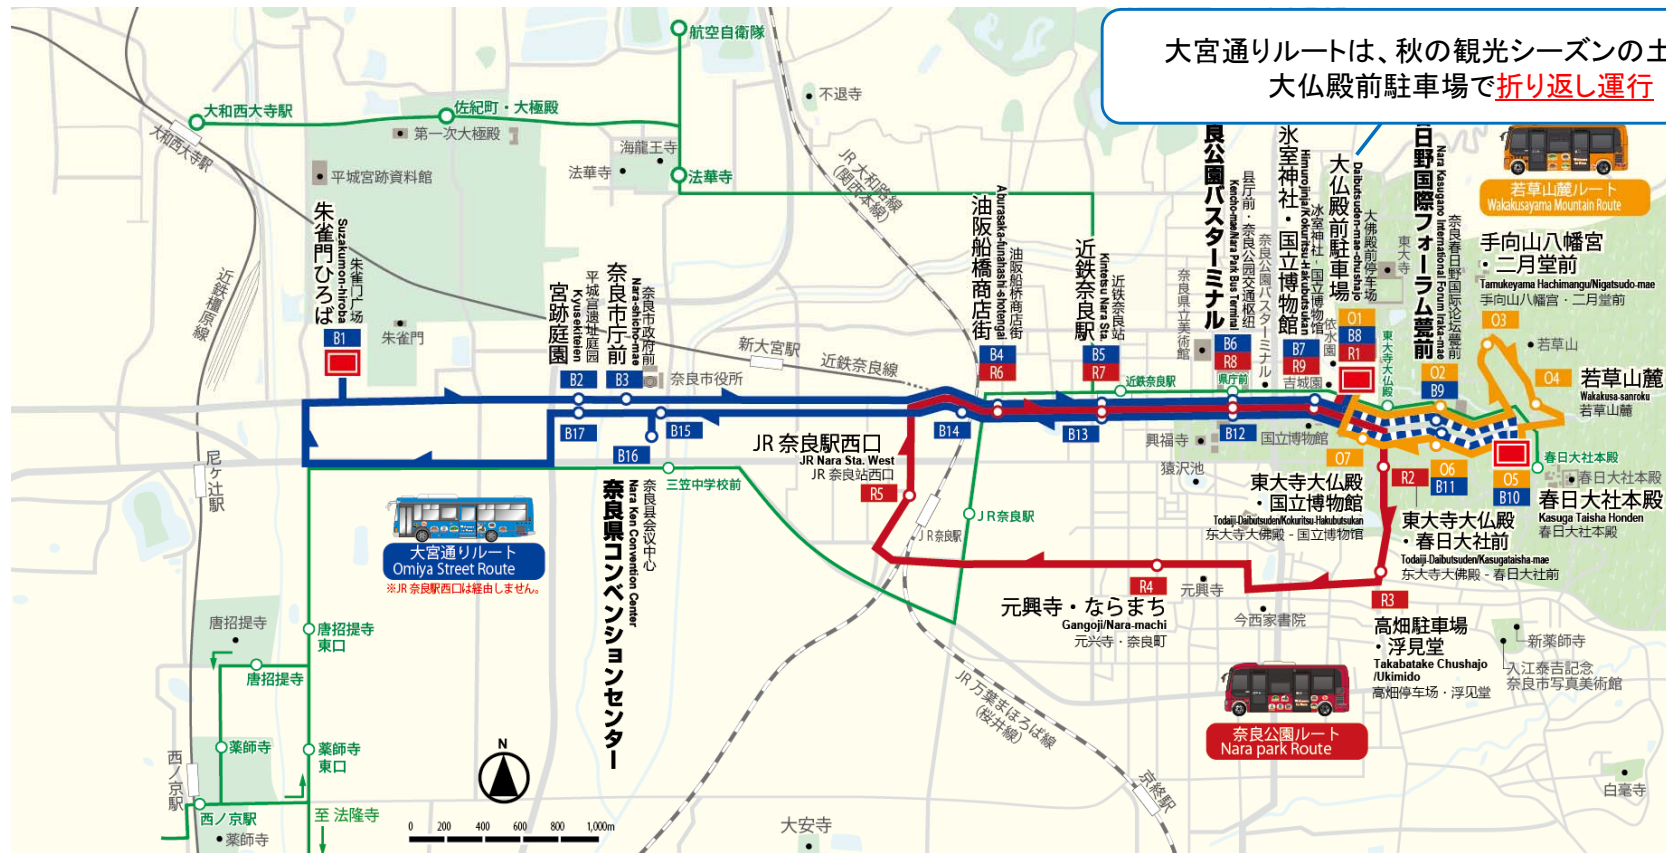 大宮通りルートは、秋の観光シーズンの土
大仏殿前駐車場で折り返し運行
航空自衛隊
大和西大寺駅
佐紀町・大極殿
不退寺
大和西大寺駅
第一次大極殿
海龍王寺
法華寺
法華寺
平城宮跡資料館
JR 大和路線
(関西本線)
近鉄橿原線
朱雀門ひろば
Suzakumon-hiroba
朱雀门广场
B1
朱雀門
宮跡庭園
Kyusekiteien
平城宫遗址庭园
B2
奈良市庁前
Nara-shicho-mae
奈良市政府前
B3
奈良市役所
新大宮駅
近鉄奈良線
油阪船橋商店街
Aburasaka-funahashi-shotengai
油阪船桥商店街
B4
R6
近鉄奈良駅
Kintetsu Nara Sta.
近鉄奈良站
B5
R7
近鉄奈良駅
奈良県立美術館
良公園バスターミナル
Kencho-mae/Nara Park Bus Terminal
县厅前・奈良公园交通枢纽
B6
R8
県庁前
奈良公園バスターミナル
氷室神社・国立博物館
Himurojinja/Kokuritsu-Hakubutsukan
冰室神社・国立博物馆
B7
R9
吉城園
依水園
大仏殿前駐車場
Daibutsuden-mae-chushajo
大佛殿前停车场
O1
B8
R1
東大寺
東大寺大仏殿
日野国際フォーラム甍前
Nara Kasugano International Forum Iraka-mae
奈良春日野国际论坛甍前
O2
B9
若草山麓ルート
Wakakusayama Mountain Route
手向山八幡宮
・二月堂前
Tamukeyama Hachimangu/Nigatsudo-mae
手向山八幡宫・二月堂前
O3
若草山
O4
若草山麓
Wakakusa-sanroku
若草山麓
B17
B15
B16
B14
B13
B12
興福寺
国立博物館
猿沢池
O7
東大寺大仏殿
・国立博物館
Todaiji-Daibutsuden/Kokuritsu-Hakubutsukan
东大寺大佛殿 - 国立博物馆
R2
O6
B11
O5
B10
春日大社本殿
春日大社本殿
春日大社本殿
Kasuga Taisha Honden
春日大社本殿
東大寺大仏殿
・春日大社前
Todaiji-Daibutsuden/Kasugataisha-mae
东大寺大佛殿 - 春日大社前
JR 奈良駅西口
JR Nara Sta. West
JR 奈良站西口
R5
JR奈良駅
JR奈良駅
尼ヶ辻駅
三笠中学校前
奈良県コンベンションセンター
Nara Ken Convention Center
奈良县会议中心
大宮通りルート
Omiya Street Route
※JR 奈良駅西口は経由しません。
R4
元興寺・ならまち
Gangoji/Nara-machi
元兴寺・奈良町
元興寺
今西家書院
R3
高畑駐車場
・浮見堂
Takabatake Chushajo
/Ukimido
高畑停车场・浮见堂
新薬師寺
入江泰吉記念
奈良市写真美術館
奈良公園ルート
Nara park Route
唐招提寺
唐招提寺
唐招提寺
東口
薬師寺
薬師寺
東口
西ノ京駅
西ノ京駅
薬師寺
至 法隆寺
N
0 200 400 600 800 1,000m
JR 万葉まほろば線
(桜井線)
京終駅
大安寺
白毫寺